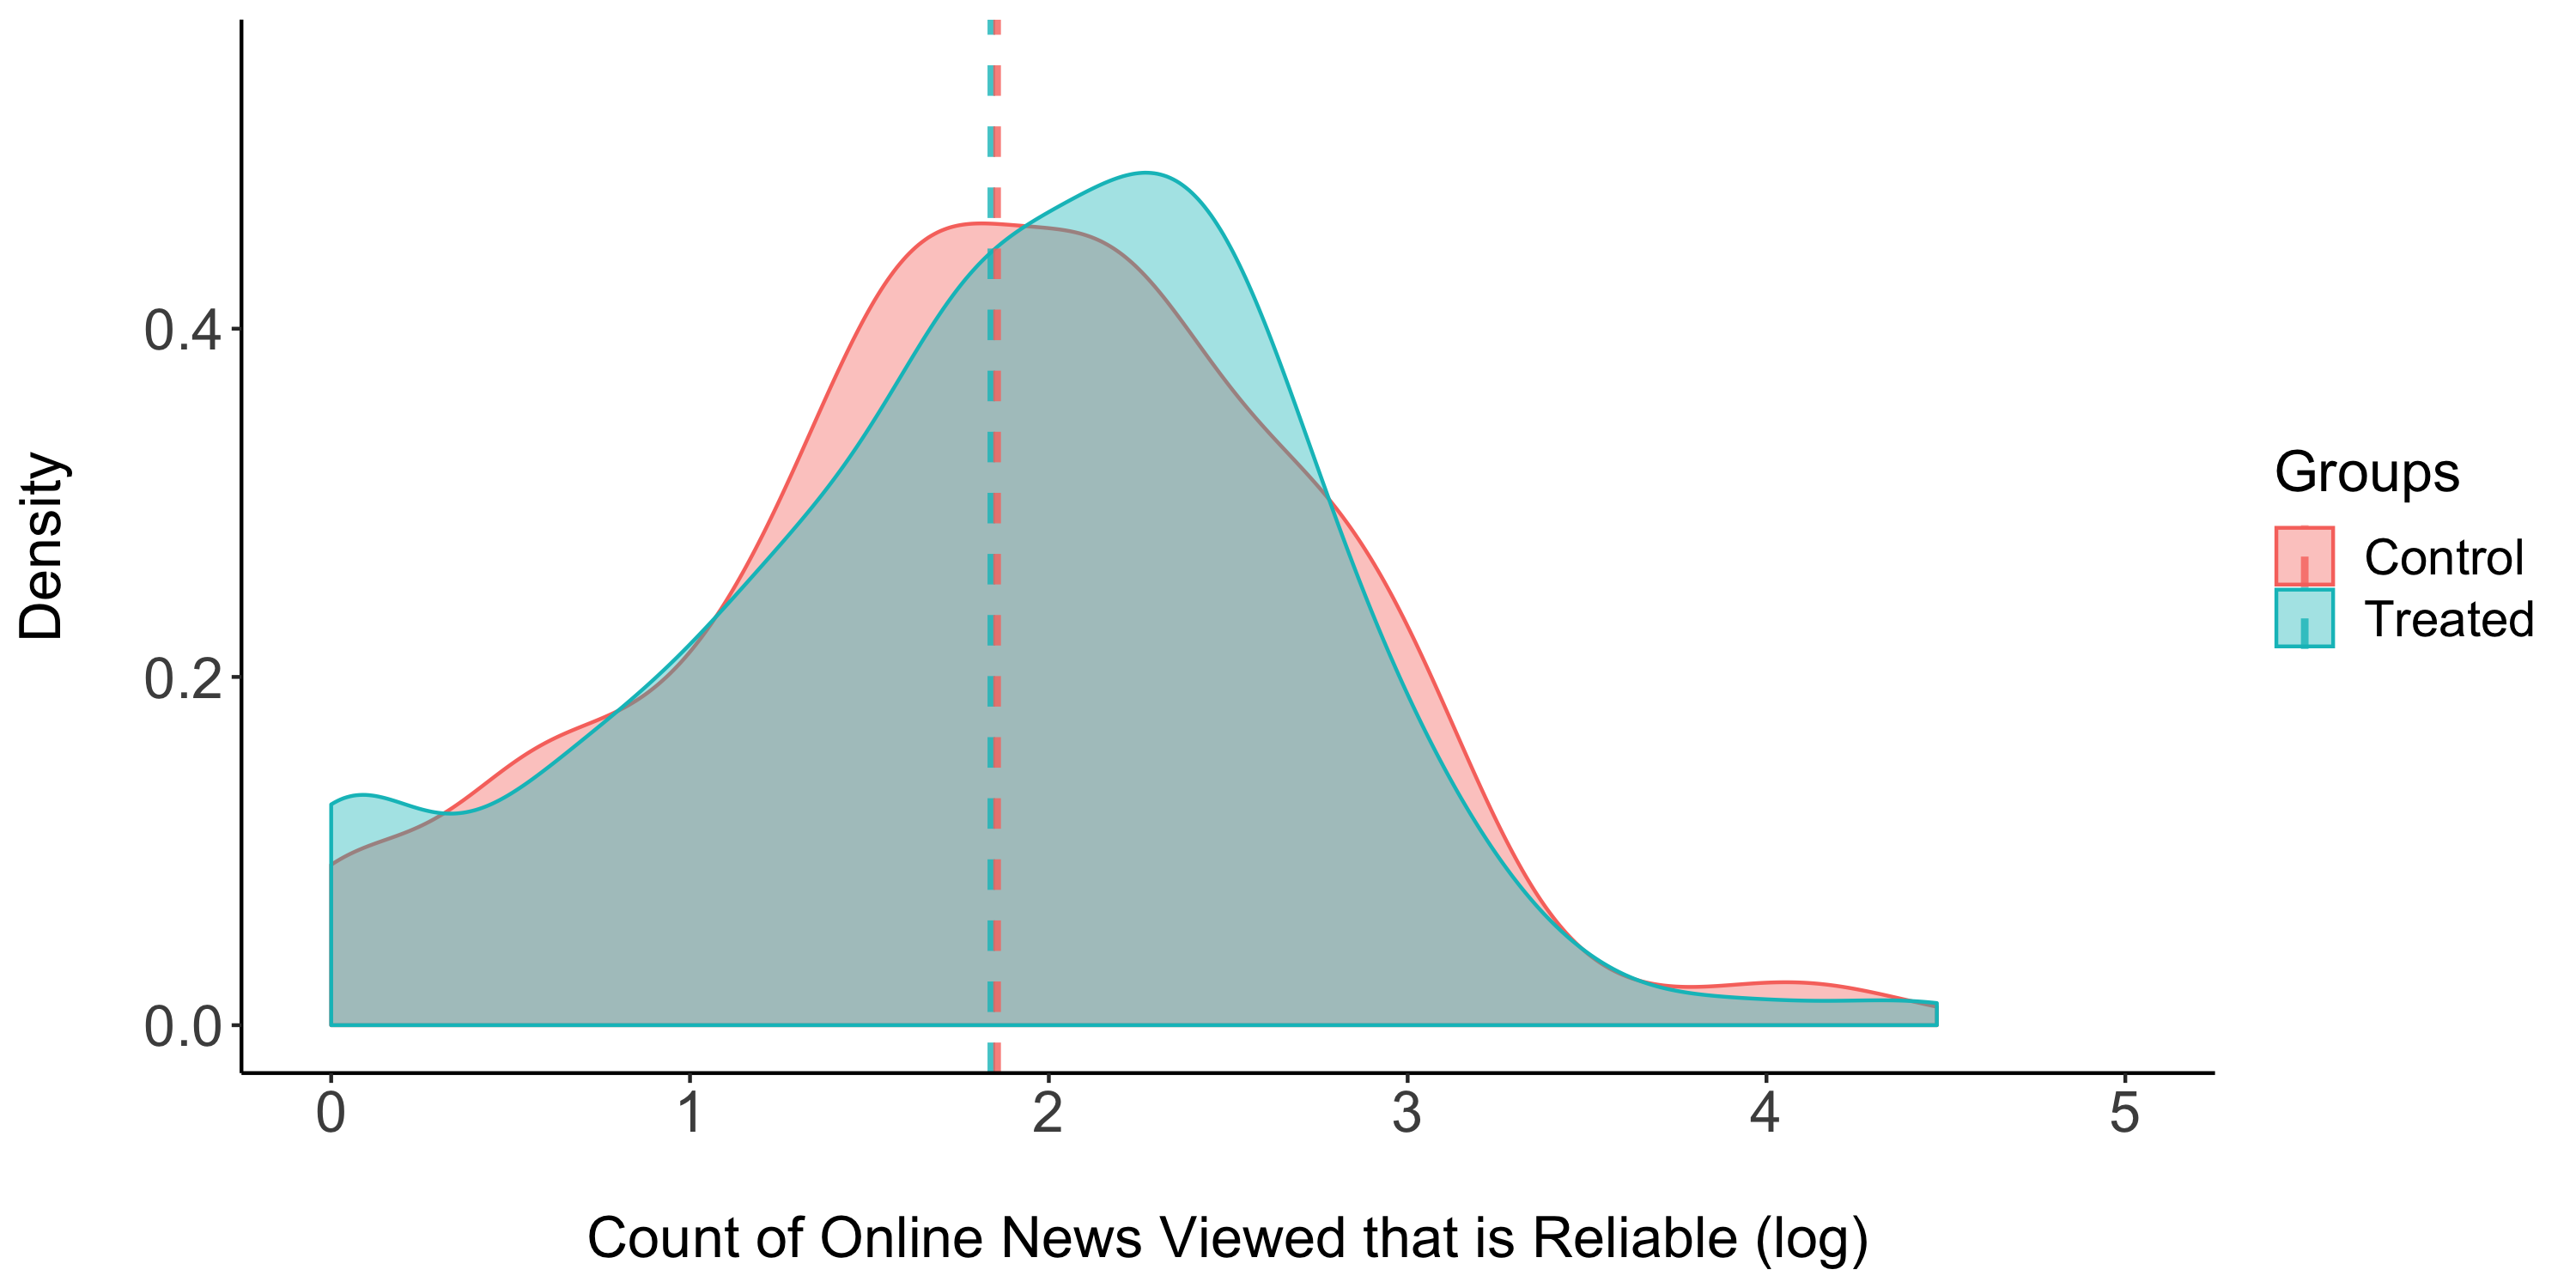 Density
0.4
0.2
0.0
0 1 2 3 4 5
Count of Online News Viewed that is Reliable (log)
Groups
Control
Treated